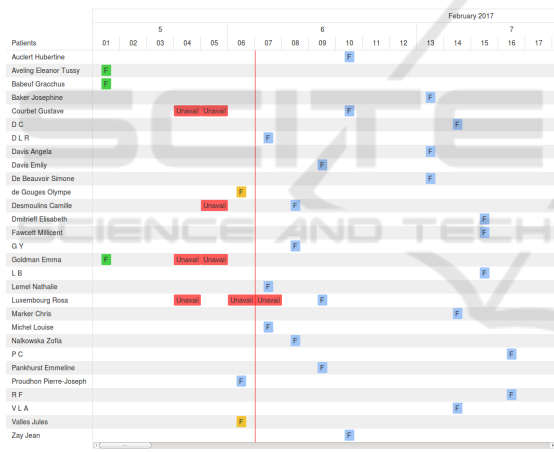 February 2017
5 6 7
Patients 01 02 03 04 05 06 07 08 09 10 11 12 13 14 15 16 17
Auclert Hubertine F
Aveling Eleanor Tussy F
Babeuf Gracchus F
Baker Josephine F
Courbet Gustave Unavail Unavail F
D C F
D L R F
Davis Angela F
Davis Emily F
De Beauvoir Simone F
de Gouges Olympe F
Desmoulins Camille Unavail F
Dmitrieff Elisabeth F
Fawcett Millicent F
G Y F
Goldman Emma F Unavail Unavail
L B F
Lemel Nathalie F
Luxembourg Rosa Unavail Unavail Unavail F
Marker Chris F
Michel Louise F
Nalkowska Zofia F
P C F
Pankhurst Emmeline F
Proudhon Pierre-Joseph F
R F F
V L A F
Valles Jules F
Zay Jean F
SCITE
SCIENCE AND TECH